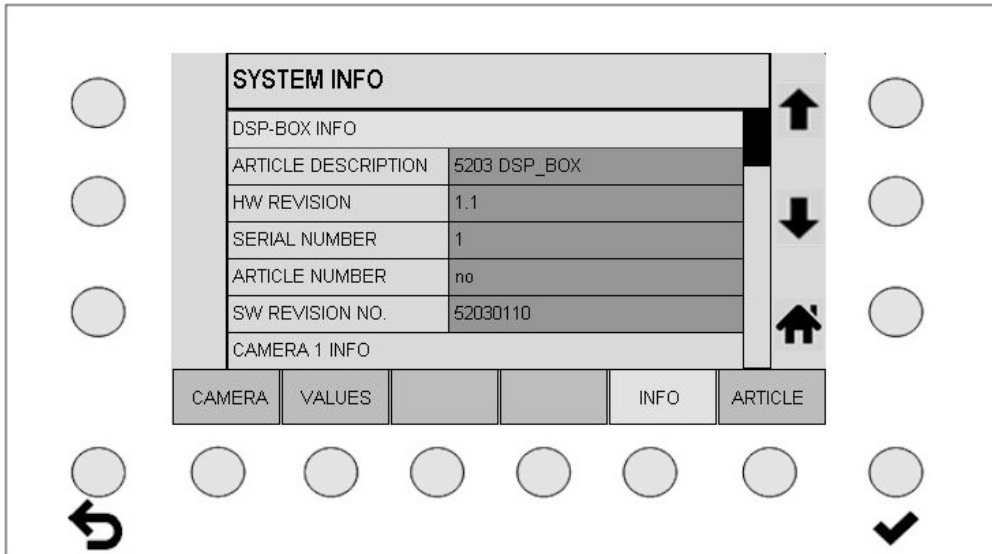 SYSTEM INFO
DSP-BOX INFO
ARTICLE DESCRIPTION 5203 DSP_BOX
HW REVISION 1.1
SERIAL NUMBER 1
ARTICLE NUMBER no
SW REVISION NO. 52030110
CAMERA 1 INFO
CAMERA VALUES INFO ARTICLE